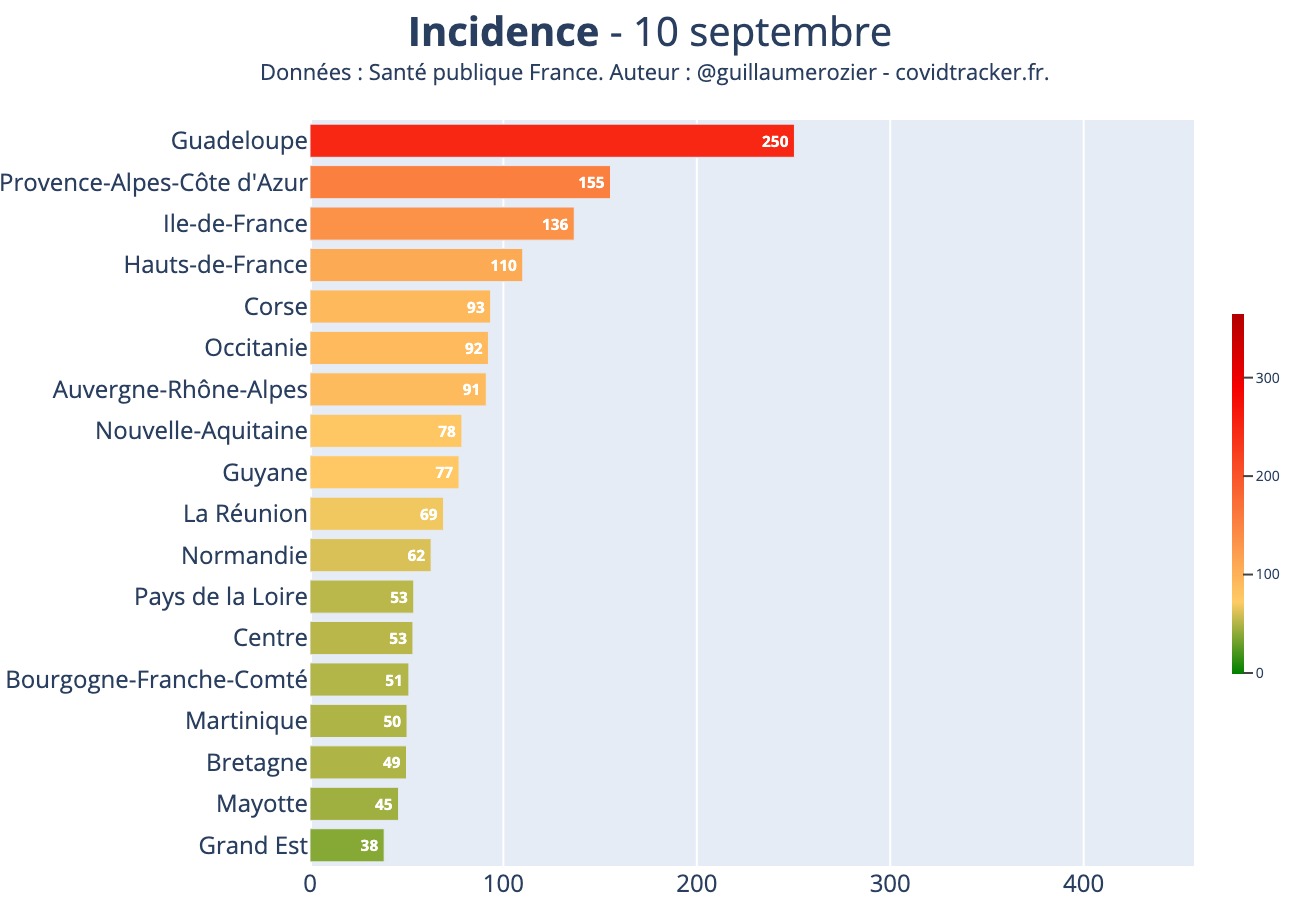 Incidence - 10 septembre
Données : Santé publique France. Auteur : @guillaumerozier - covidtracker.fr.
Guadeloupe 250
Provence-Alpes-Côte d'Azur 155
Ile-de-France 136
Hauts-de-France 110
Corse 93
Occitanie 92
Auvergne-Rhône-Alpes 91
Nouvelle-Aquitaine 78
Guyane 77
La Réunion 69
Normandie 62
Pays de la Loire 53
Centre 53
Bourgogne-Franche-Comté 51
Martinique 50
Bretagne 49
Mayotte 45
Grand Est 38
0 100 200 300 400
300
200
100
0